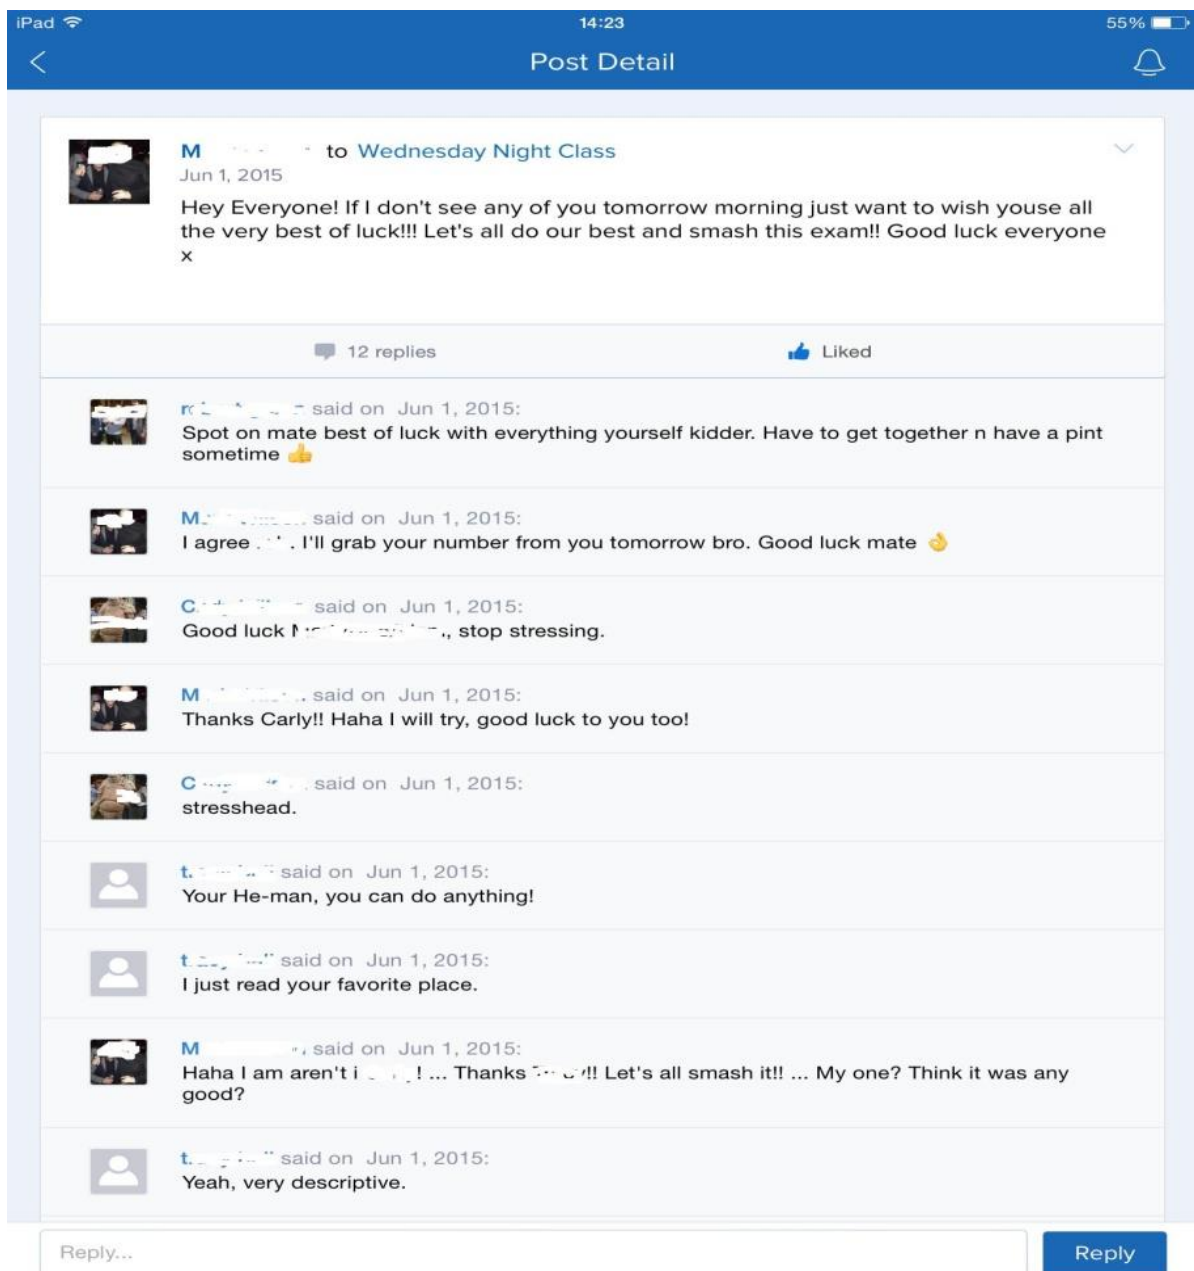 iPad 14:23 55%
Post Detail
M to Wednesday Night Class
Jun 1, 2015
Hey Everyone! If I don't see any of you tomorrow morning just want to wish youse all
the very best of luck!!! Let's all do our best and smash this exam!! Good luck everyone
x
12 replies Liked
said on Jun 1, 2015:
Spot on mate best of luck with everything yourself kidder. Have to get together n have a pint
sometime 👍
M said on Jun 1, 2015:
I agree . I'll grab your number from you tomorrow bro. Good luck mate 👌
C said on Jun 1, 2015:
Good luck , stop stressing.
M said on Jun 1, 2015:
Thanks Carly!! Haha I will try, good luck to you too!
C said on Jun 1, 2015:
stresshead.
t said on Jun 1, 2015:
Your He-man, you can do anything!
t said on Jun 1, 2015:
I just read your favorite place.
M said on Jun 1, 2015:
Haha I am aren't i ! ... Thanks !! Let's all smash it!! ... My one? Think it was any
good?
t said on Jun 1, 2015:
Yeah, very descriptive.
Reply... Reply